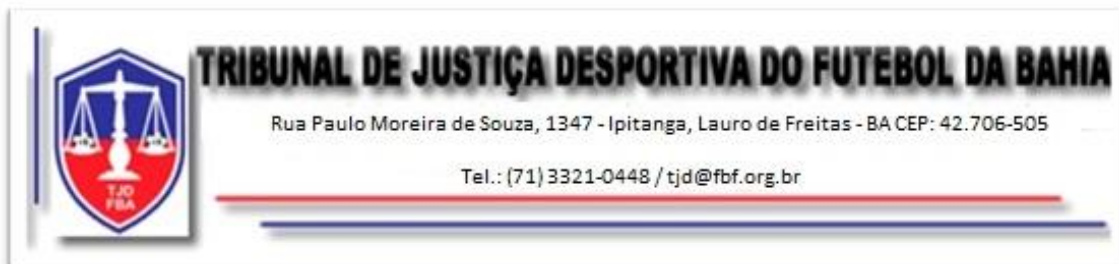 TRIBUNAL DE JUSTIÇA DESPORTIVA DO FUTEBOL DA BAHIA
Rua Paulo Moreira de Souza, 1347 - Ipitanga, Lauro de Freitas - BA CEP: 42.706-505
Tel.: (71) 3321-0448 / tjd@fbf.org.br
TJD
FBA